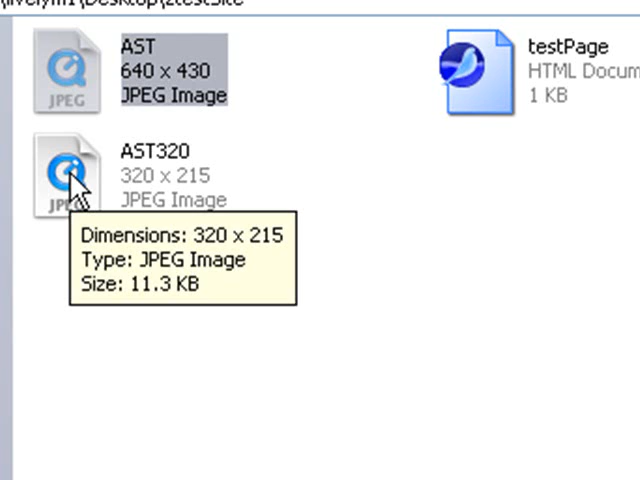 AST
640 x 430
JPEG Image
JPEG
testPage
HTML Docum
1 KB
AST320
320 x 215
JPEG Image
Dimensions: 320 x 215
Type: JPEG Image
Size: 11.3 KB